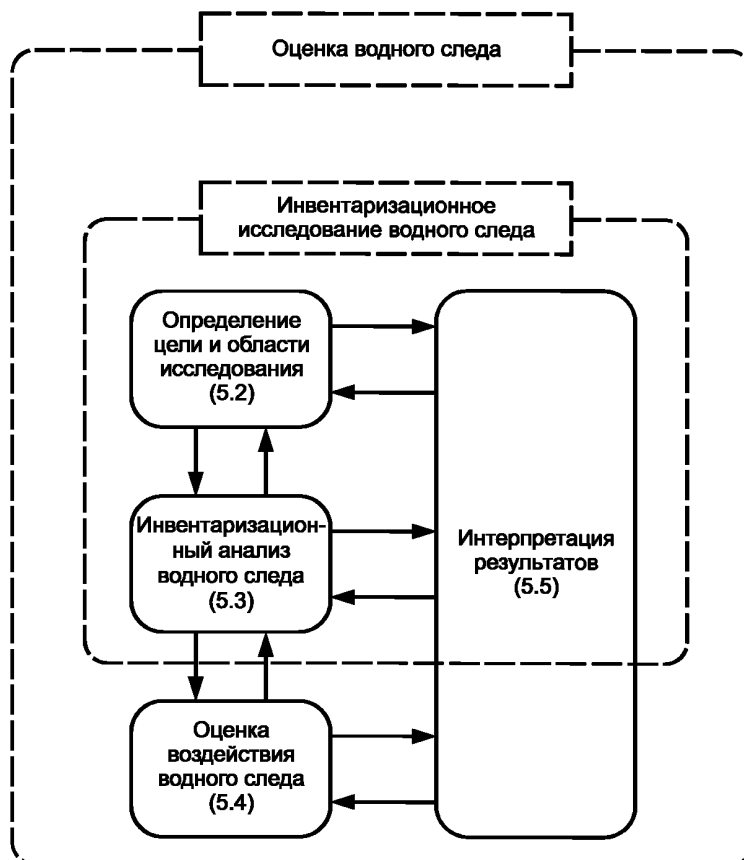 Оценка водного следа
Инвентаризационное
исследование водного следа
Определение
цели и области
исследования
(5.2)
Инвентаризацион-
ный анализ
водного следа
(5.3)
Интерпретация
результатов
(5.5)
Оценка
воздействия
водного следа
(5.4)